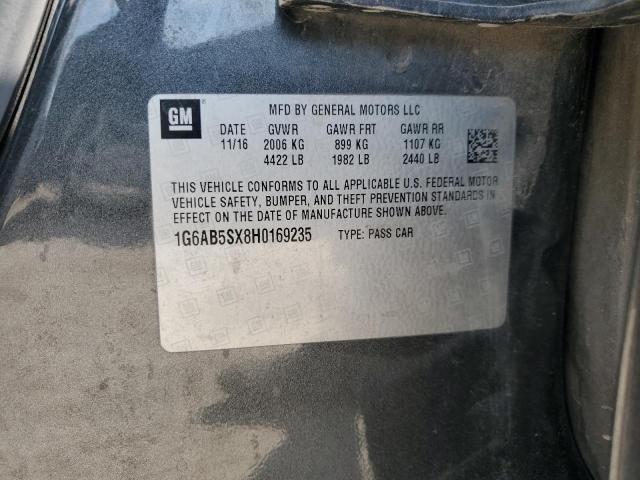 GM ®
MFD BY GENERAL MOTORS LLC
DATE GVWR GAWR FRT GAWR RR
11/16 2006 KG 899 KG 1107 KG
4422 LB 1982 LB 2440 LB
THIS VEHICLE CONFORMS TO ALL APPLICABLE U.S. FEDERAL MOTOR
VEHICLE SAFETY, BUMPER, AND THEFT PREVENTION STANDARDS
IN EFFECT ON THE DATE OF MANUFACTURE SHOWN ABOVE.
1G6AB5SX8H0169235 TYPE: PASS CAR